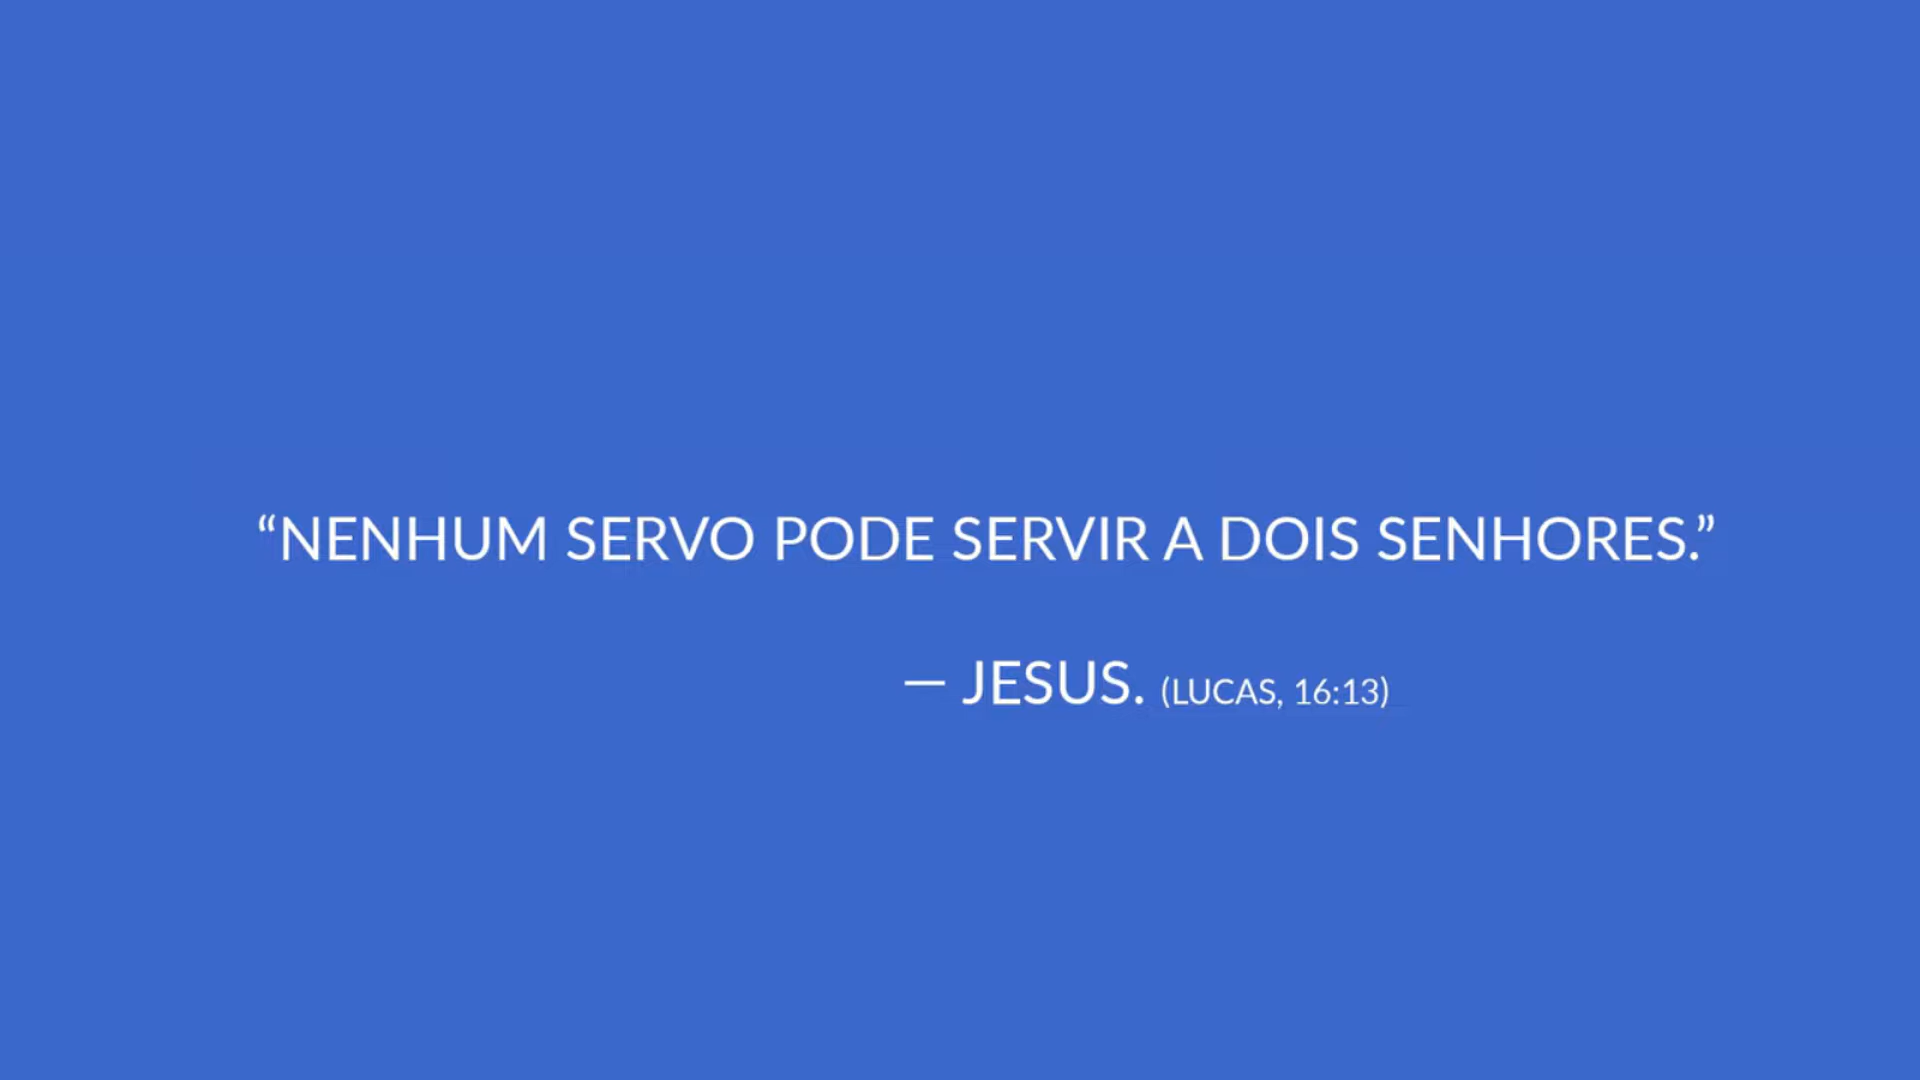 “NENHUM SERVO PODE SERVIR A DOIS SENHORES.”
— JESUS. (LUCAS, 16:13)